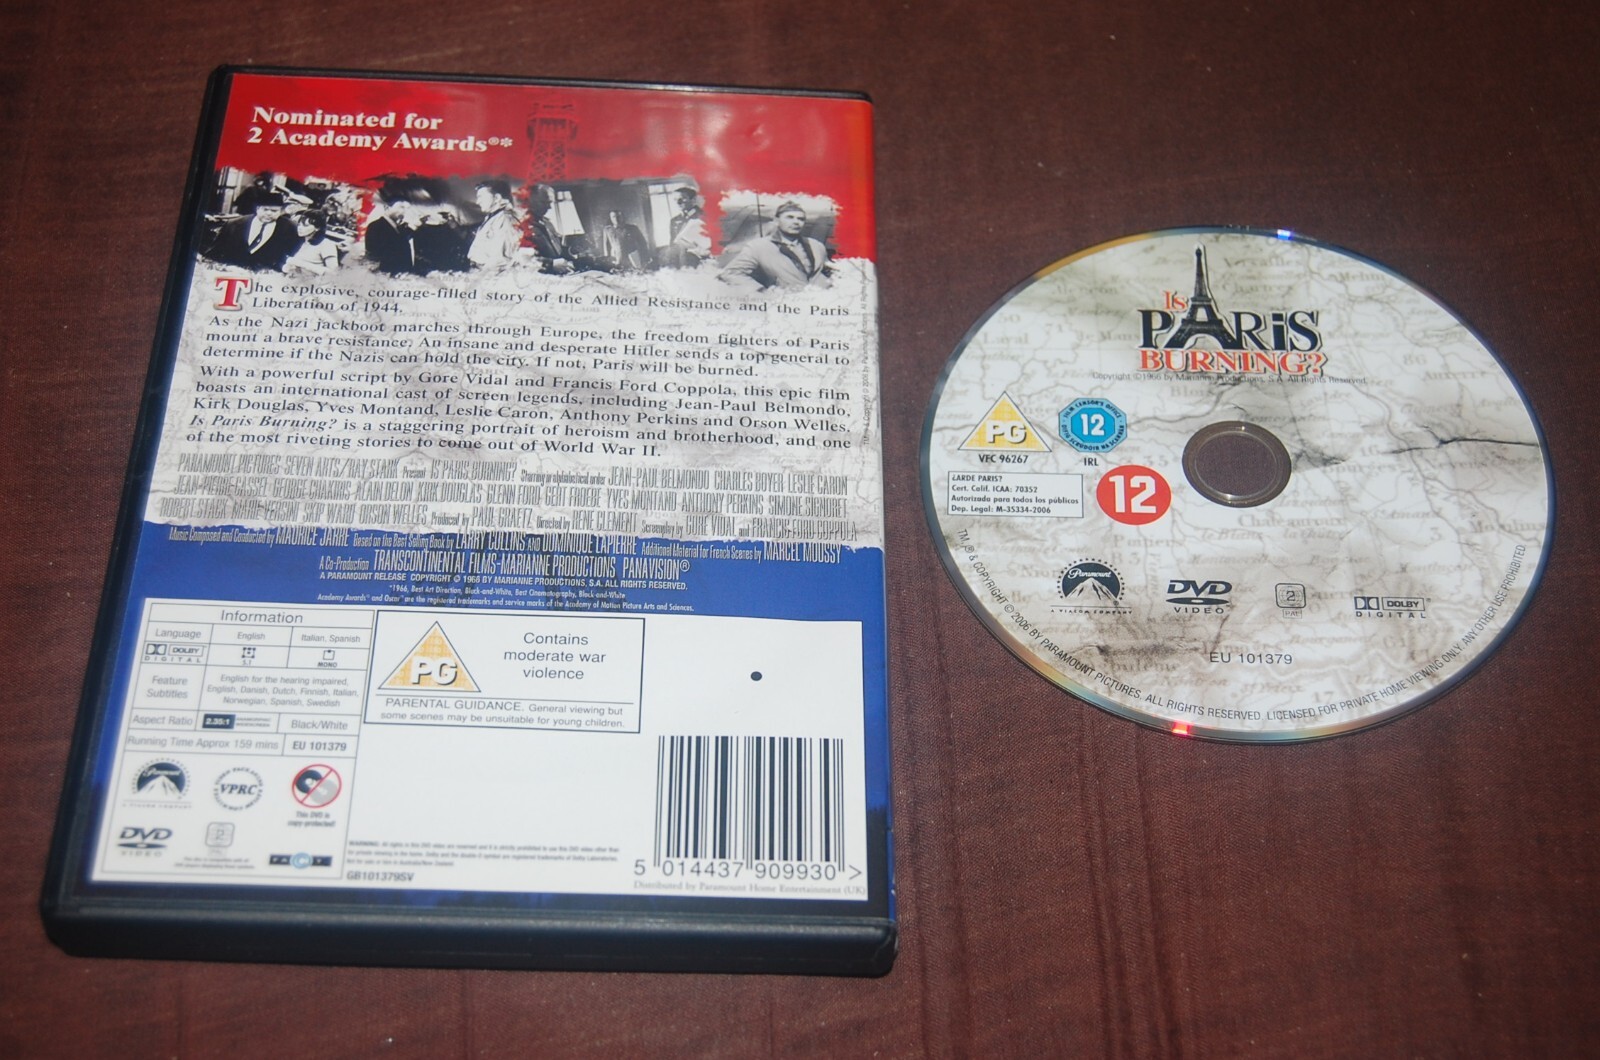 Nominated for
2 Academy Awards®*
The explosive, courage-filled story of the Allied Resistance and the Paris
Liberation of 1944.
As the Nazi jackboot marches through Europe, the freedom fighters of Paris
mount a brave resistance. An insane and desperate Hitler sends a top general to
determine if the Nazis can hold the city. If not, Paris will be burned.
With a powerful script by Gore Vidal and Francis Ford Coppola, this epic film
boasts an international cast of screen legends, including Jean-Paul Belmondo,
Kirk Douglas, Yves Montand, Leslie Caron, Anthony Perkins and Orson Welles.
Is Paris Burning? is a staggering portrait of heroism and brotherhood, and one
of the most riveting stories to come out of World War II.
PARAMOUNT PICTURES-SEVEN ARTS/RAY STARK Present IS PARIS BURNING? Starring in alphabetical order JEAN-PAUL BELMONDO CHARLES BOYER LESLIE CARON
JEAN-PIERRE CASSEL GEORGE CHAKIRIS ALAIN DELON KIRK DOUGLAS GLENN FORD GERT FROEBE YVES MONTAND ANTHONY PERKINS SIMONE SIGNORET
ROBERT STACK SKIP WARD ORSON WELLES Produced by PAUL GRAETZ Directed by RENE CLEMENT Screenplay by GORE VIDAL AND FRANCIS FORD COPPOLA
Music Composed and Conducted by MAURICE JARRE Based on the Best Selling Book by LARRY COLLINS AND DOMINIQUE LAPIERRE Additional Material for French Scenes by MARCEL MOUSSY
A Co-Production TRANSCONTINENTAL FILMS-MARIANNE PRODUCTIONS PANAVISION®
A PARAMOUNT RELEASE COPYRIGHT © 1966 BY MARIANNE PRODUCTIONS, S.A. ALL RIGHTS RESERVED.
*1966, Best Art Direction, Black-and-White, Best Cinematography, Black-and-White
Academy Awards® and Oscar® are the registered trademarks and service marks of the Academy of Motion Picture Arts and Sciences.
Information
Language English Italian, Spanish
DOLBY DIGITAL 5.1 MONO
Feature Subtitles
English for the hearing impaired,
English, Danish, Dutch, Finnish, Italian,
Norwegian, Spanish, Swedish
Aspect Ratio 2.35:1 Black/White
Running Time Approx 159 mins EU 101379
PG
Contains
moderate war
violence
PARENTAL GUIDANCE. General viewing but
some scenes may be unsuitable for young children.
Paramount
VPRC
This DVD is
copy protected!
DVD
VIDEO
2
FACT
GB101379SV
5 014437 909930 >
Distributed by Paramount Home Entertainment (UK)
Is
PARiS
BURNING?
Copyright ©1966 by Marianne Productions, S.A. All Rights Reserved.
PG
VFC 96267
12
IRL
¿ARDE PARIS?
Cert. Calif. ICAA: 70352
Autorizada para todos los públicos
Dep. Legal: M-35334-2006
12
Paramount
A VIACOM COMPANY
DVD
VIDEO
2
PAL
DOLBY
DIGITAL
EU 101379
TM, ® & COPYRIGHT © 2006 BY PARAMOUNT PICTURES. ALL RIGHTS RESERVED. LICENSED FOR PRIVATE HOME VIEWING ONLY. ANY OTHER USE PROHIBITED